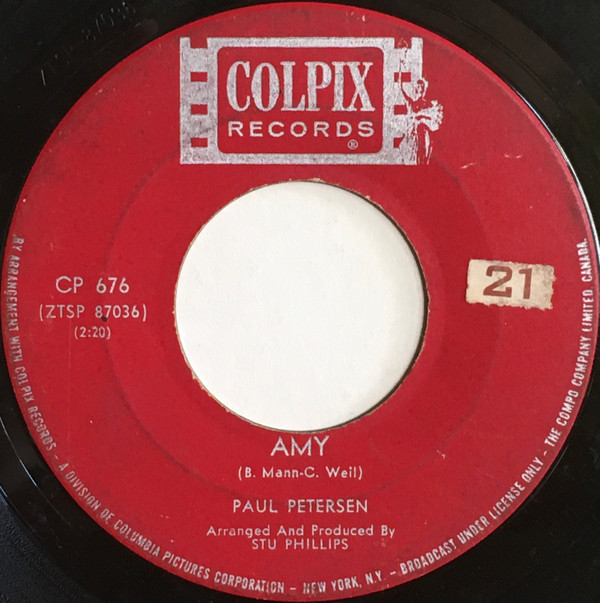 COLPIX
RECORDS
®
CP 676
(ZTSP 87036)
(2:20)
21
AMY
(B. Mann-C. Weil)
PAUL PETERSEN
Arranged And Produced By
STU PHILLIPS
BY ARRANGEMENT WITH COLPIX RECORDS - A DIVISION OF COLUMBIA PICTURES CORPORATION - NEW YORK, N.Y. - BROADCAST UNDER LICENSE ONLY - THE COMPO COMPANY LIMITED, CANADA.